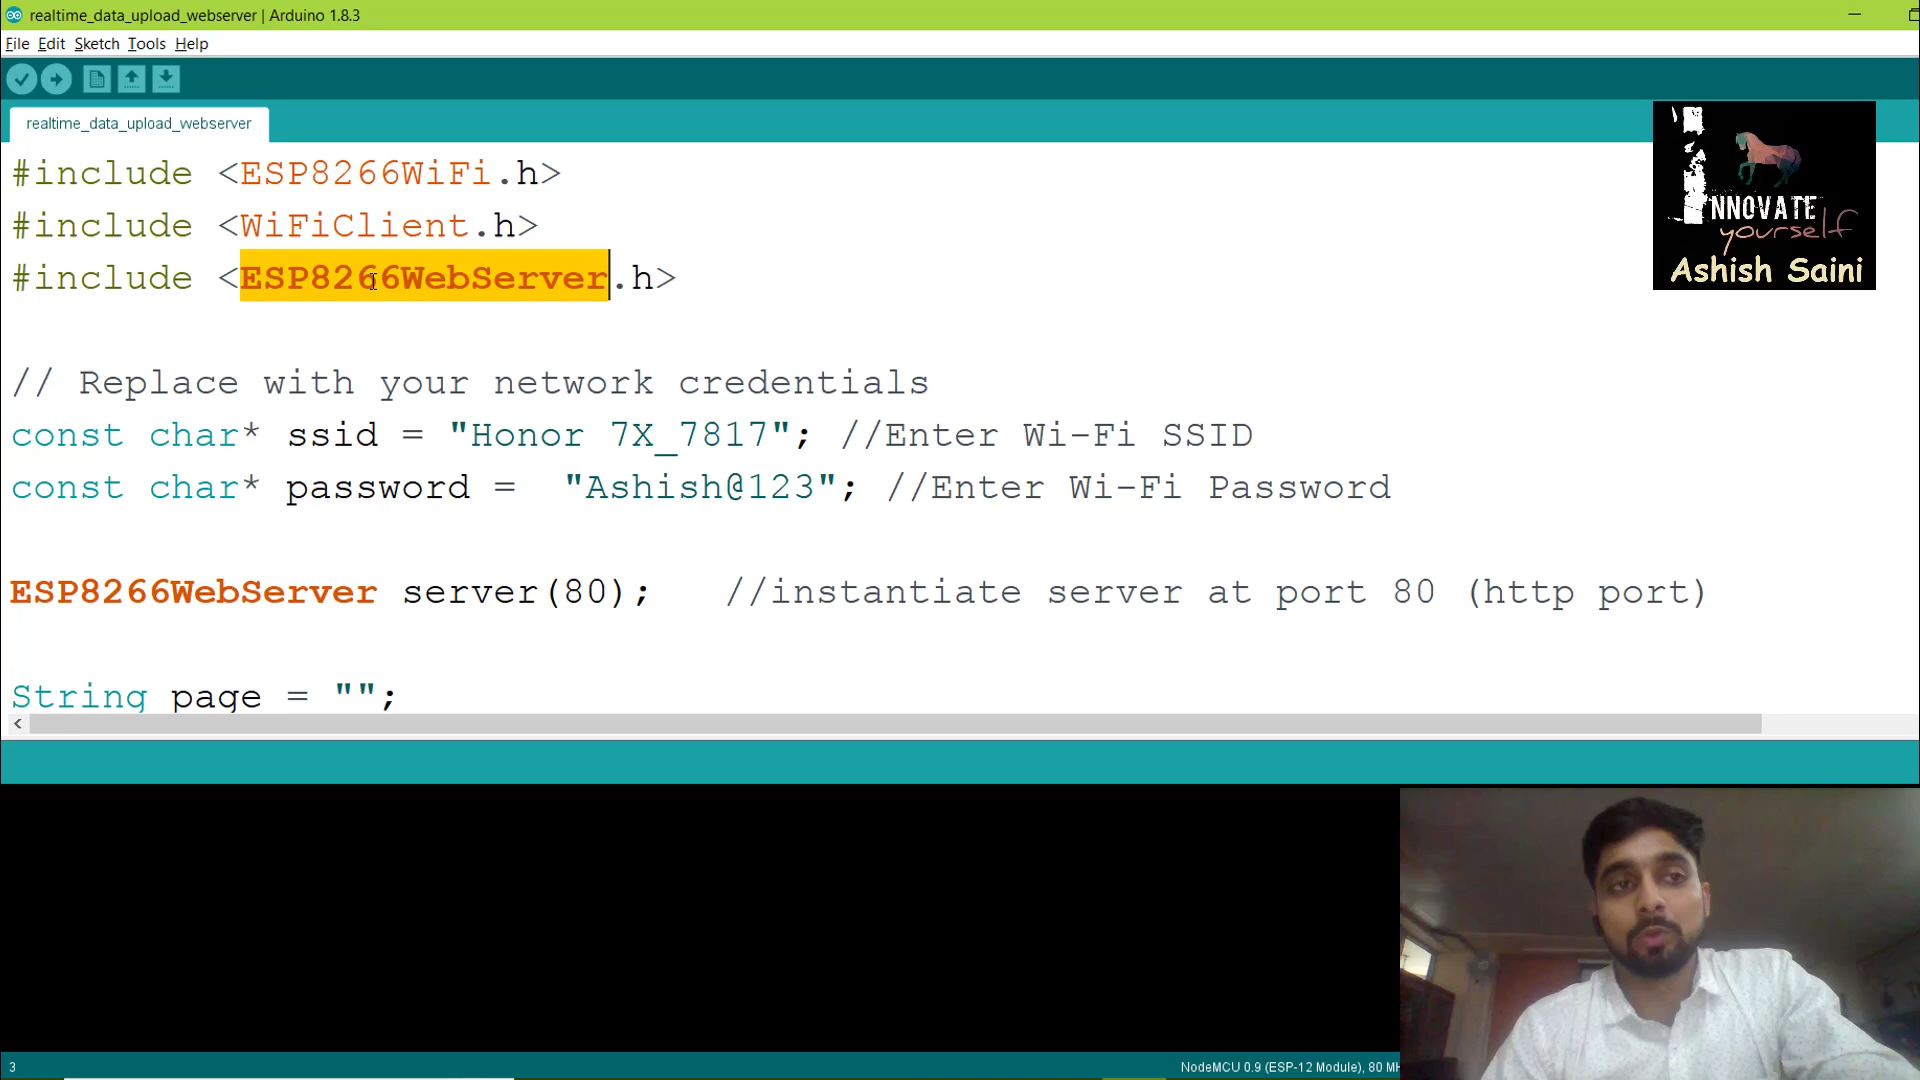 realtime_data_upload_webserver | Arduino 1.8.3
File Edit Sketch Tools Help
realtime_data_upload_webserver
#include <ESP8266WiFi.h>
#include <WiFiClient.h>
#include <ESP8266WebServer.h>
// Replace with your network credentials
const char* ssid = "Honor 7X_7817"; //Enter Wi-Fi SSID
const char* password =  "Ashish@123"; //Enter Wi-Fi Password
ESP8266WebServer server(80);   //instantiate server at port 80 (http port)
String page = "";
NNOVATE
yourself
Ashish Saini
3
NodeMCU 0.9 (ESP-12 Module), 80 MH